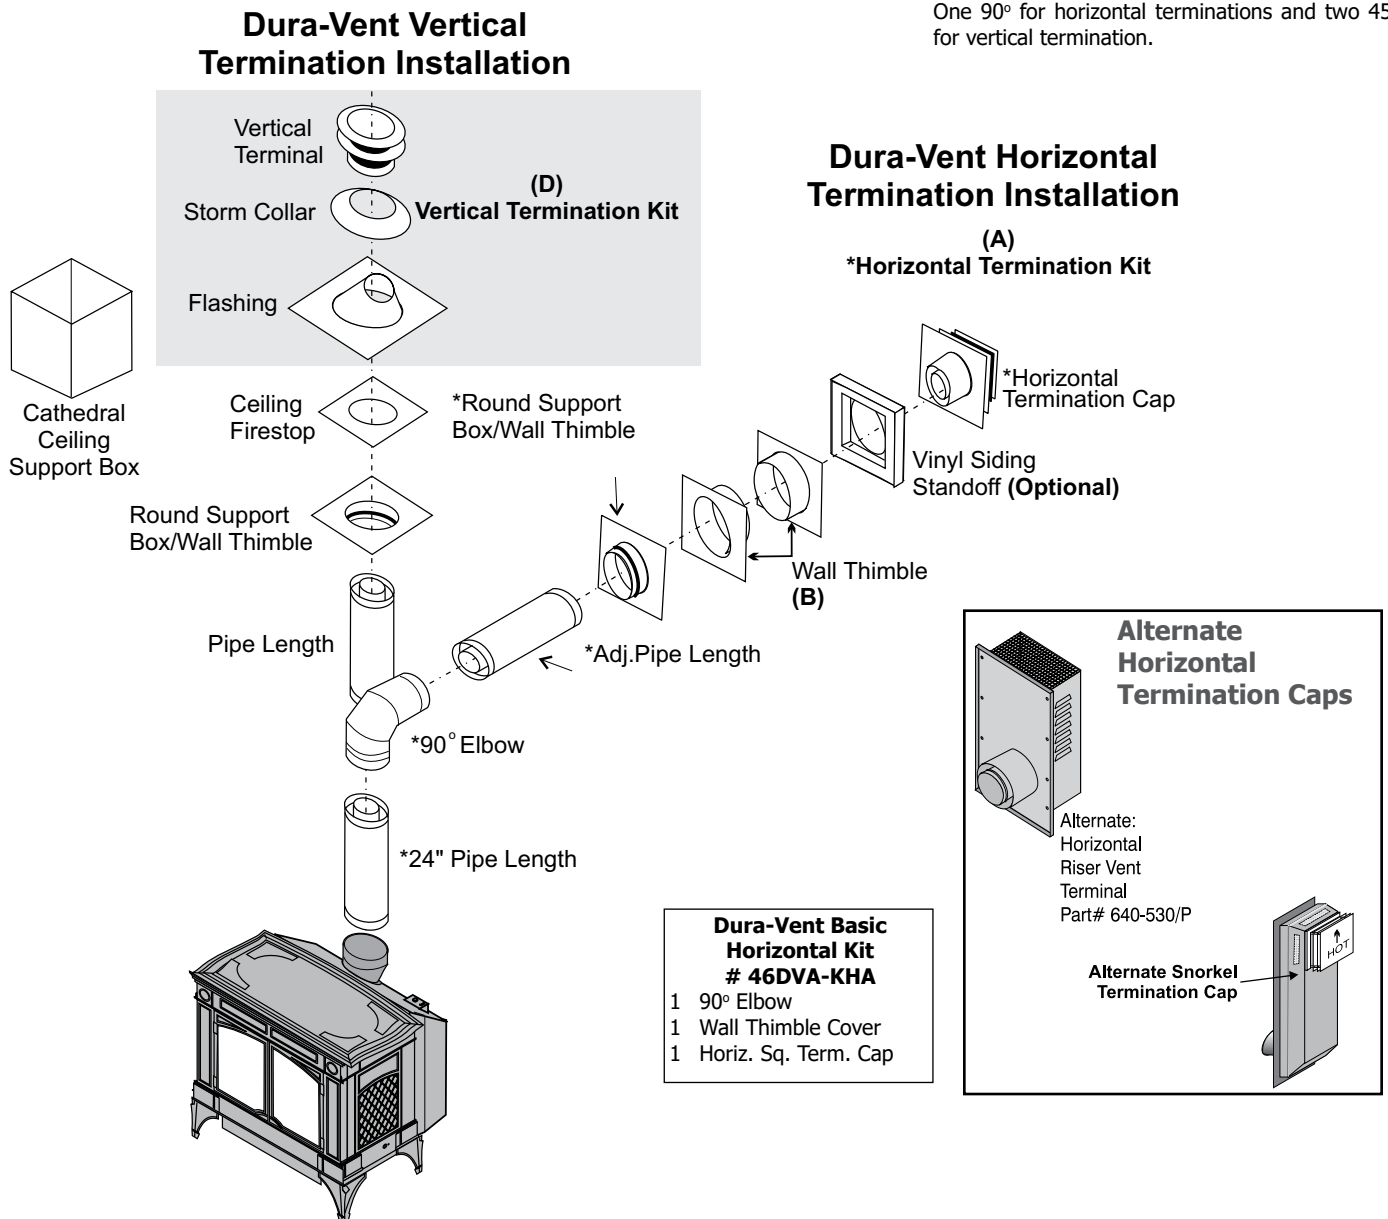 One 90° for horizontal terminations and two 45
for vertical termination.
Dura-Vent Vertical
Termination Installation
Vertical
Terminal
Storm Collar
(D)
Vertical Termination Kit
Flashing
Cathedral
Ceiling
Support Box
Ceiling
Firestop
*Round Support
Box/Wall Thimble
Round Support
Box/Wall Thimble
Pipe Length
*90° Elbow
*24" Pipe Length
Dura-Vent Horizontal
Termination Installation
(A)
*Horizontal Termination Kit
*Horizontal
Termination Cap
Vinyl Siding
Standoff (Optional)
Wall Thimble
(B)
*Adj.Pipe Length
Dura-Vent Basic
Horizontal Kit
# 46DVA-KHA
1 90° Elbow
1 Wall Thimble Cover
1 Horiz. Sq. Term. Cap
Alternate
Horizontal
Termination Caps
Alternate:
Horizontal
Riser Vent
Terminal
Part# 640-530/P
HOT
Alternate Snorkel
Termination Cap